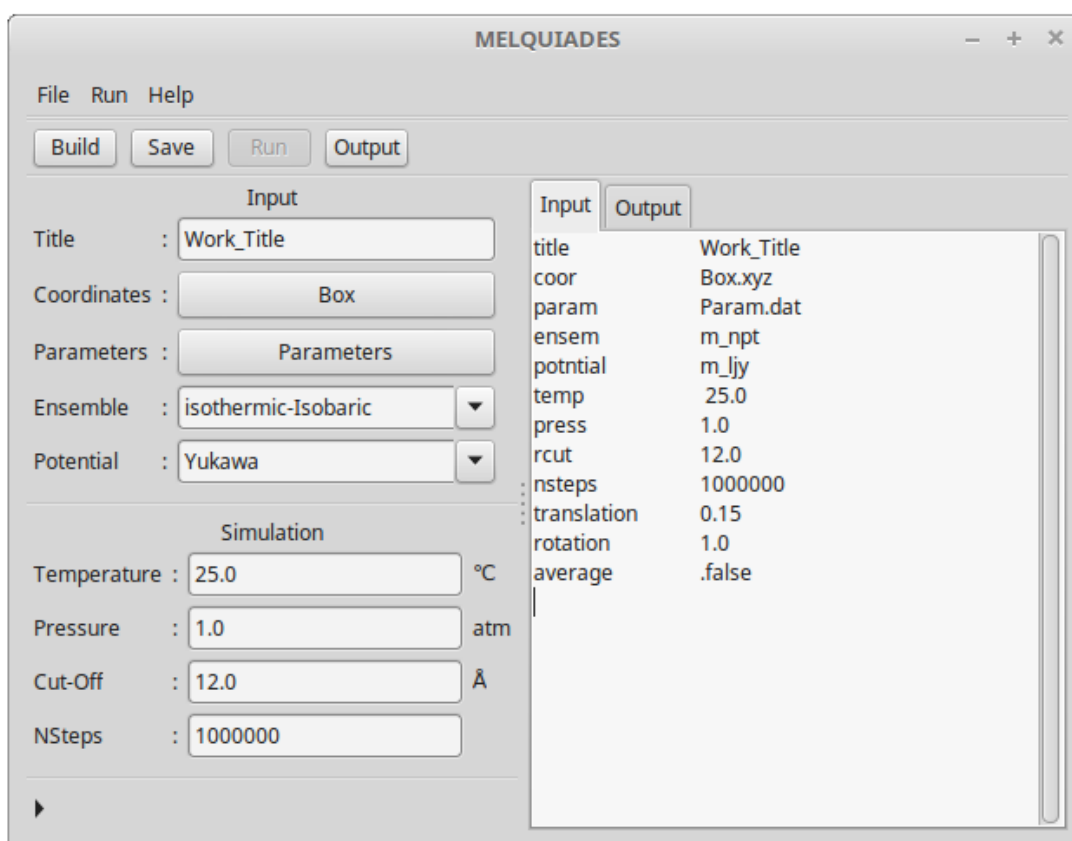 MELQUIADES
File Run Help
Build Save Run Output
Input
Title : Work_Title
Coordinates : Box
Parameters : Parameters
Ensemble : isothermic-Isobaric
Potential : Yukawa
Simulation
Temperature : 25.0 °C
Pressure : 1.0 atm
Cut-Off : 12.0 Å
NSteps : 1000000
Input Output
title Work_Title
coor Box.xyz
param Param.dat
ensem m_npt
potntial m_ljy
temp 25.0
press 1.0
rcut 12.0
nsteps 1000000
translation 0.15
rotation 1.0
average .false